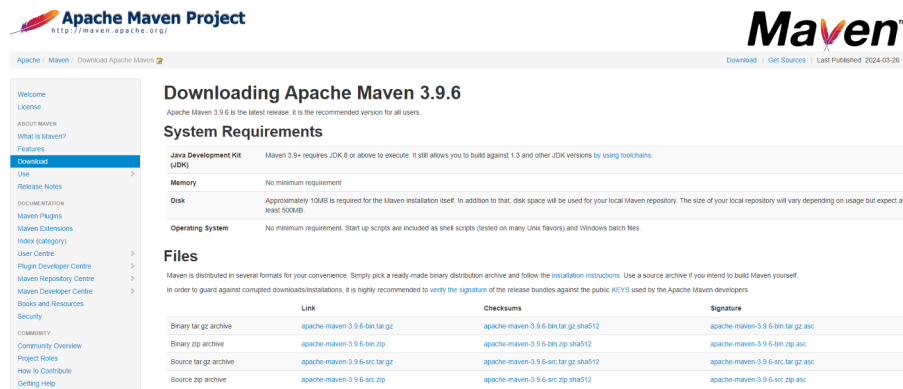 Apache Maven Project
http://maven.apache.org/
Maven™
Apache / Maven / Download Apache Maven
Download | Get Sources | Last Published: 2024-03-26
Welcome
License
ABOUT MAVEN
What is Maven?
Features
Download
Use
Release Notes
DOCUMENTATION
Maven Plugins
Maven Extensions
Index (category)
User Centre
Plugin Developer Centre
Maven Repository Centre
Maven Developer Centre
Books and Resources
Security
COMMUNITY
Community Overview
Project Roles
How to Contribute
Getting Help
Downloading Apache Maven 3.9.6
Apache Maven 3.9.6 is the latest release: it is the recommended version for all users.
System Requirements
Java Development Kit (JDK) Maven 3.9+ requires JDK 8 or above to execute. It still allows you to build against 1.3 and other JDK versions by using toolchains.
Memory No minimum requirement
Disk Approximately 10MB is required for the Maven installation itself. In addition to that, disk space will be used for your local Maven repository. The size of your local repository will vary depending on usage but expect at
least 500MB.
Operating System No minimum requirement. Start up scripts are included as shell scripts (tested on many Unix flavors) and Windows batch files.
Files
Maven is distributed in several formats for your convenience. Simply pick a ready-made binary distribution archive and follow the installation instructions. Use a source archive if you intend to build Maven yourself.
In order to guard against corrupted downloads/installations, it is highly recommended to verify the signature of the release bundles against the public KEYS used by the Apache Maven developers.
Link Checksums Signature
Binary tar.gz archive apache-maven-3.9.6-bin.tar.gz apache-maven-3.9.6-bin.tar.gz.sha512 apache-maven-3.9.6-bin.tar.gz.asc
Binary zip archive apache-maven-3.9.6-bin.zip apache-maven-3.9.6-bin.zip.sha512 apache-maven-3.9.6-bin.zip.asc
Source tar.gz archive apache-maven-3.9.6-src.tar.gz apache-maven-3.9.6-src.tar.gz.sha512 apache-maven-3.9.6-src.tar.gz.asc
Source zip archive apache-maven-3.9.6-src.zip apache-maven-3.9.6-src.zip.sha512 apache-maven-3.9.6-src.zip.asc